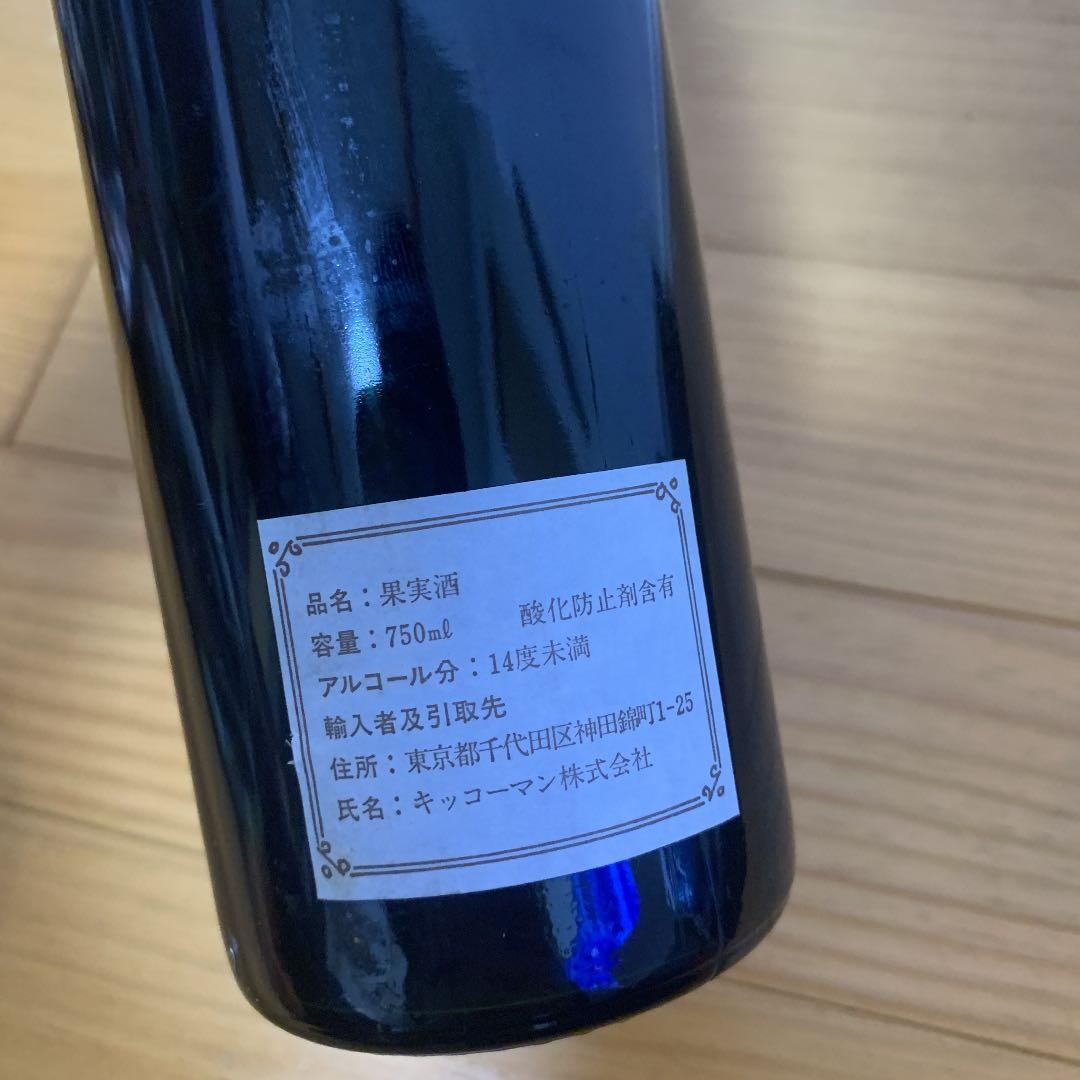 品名：果実酒
容量：750㎖ 酸化防止剤含有
アルコール分：14度未満
輸入者及引取先
住所：東京都千代田区神田錦町1-25
氏名：キッコーマン株式会社